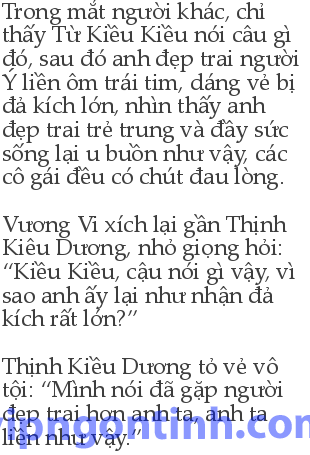 Trong mắt người khác, chỉ
thấy Từ Kiều Kiều nói câu gì
đó, sau đó anh đẹp trai người
Ý liền ôm trái tim, dáng vẻ bị
đả kích lớn, nhìn thấy anh
đẹp trai trẻ trung và đầy sức
sống lại u buồn như vậy, các
cô gái đều có chút đau lòng.
Vương Vi xích lại gần Thịnh
Kiêu Dương, nhỏ giọng hỏi:
“Kiều Kiều, cậu nói gì vậy, vì
sao anh ấy lại như nhận đả
kích rất lớn?”
Thịnh Kiều Dương tỏ vẻ vô
tội: “Mình nói đã gặp người
đẹp trai hơn anh ta, anh ta
liền như vậy.”
vipngontinh.com